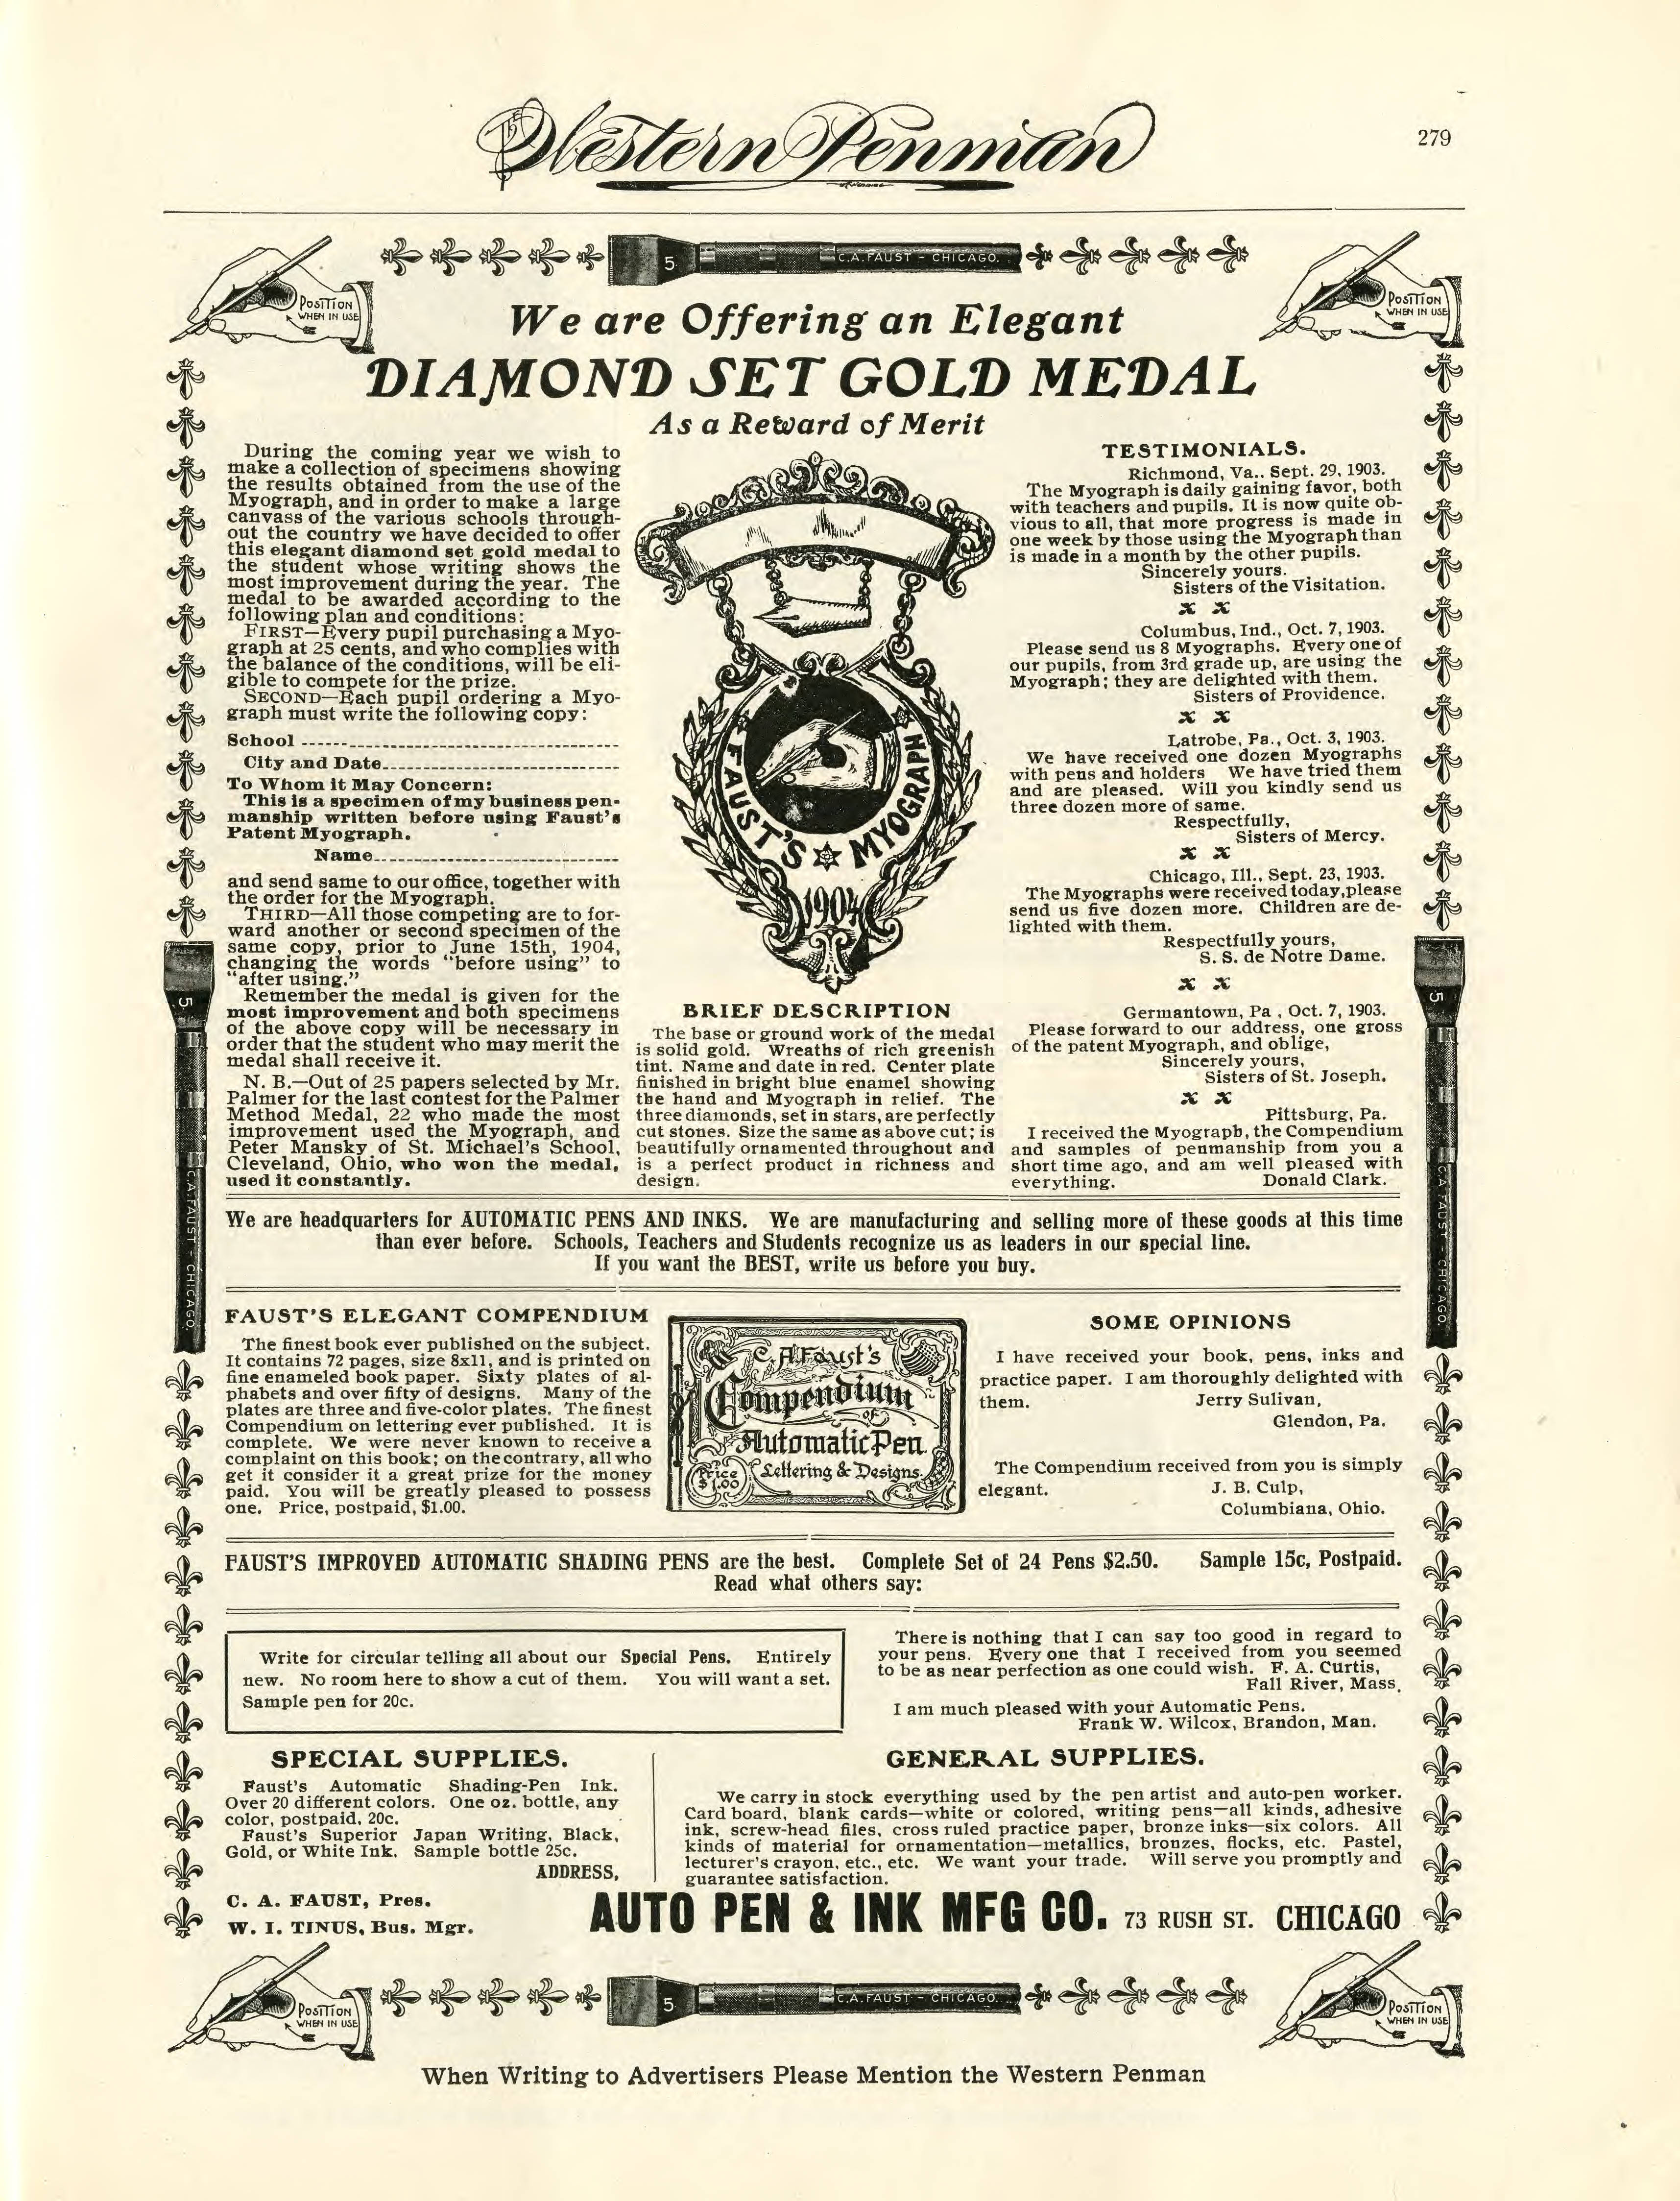 The Western Penman
279
5 C.A.FAUST - CHICAGO.
POSITION
WHEN IN USE
POSITION
WHEN IN USE
We are Offering an Elegant
DIAMOND SET GOLD MEDAL
As a Reward of Merit
During the coming year we wish to
make a collection of specimens showing
the results obtained from the use of the
Myograph, and in order to make a large
canvass of the various schools through-
out the country we have decided to offer
this elegant diamond set gold medal to
the student whose writing shows the
most improvement during the year. The
medal to be awarded according to the
following plan and conditions:
FIRST—Every pupil purchasing a Myo-
graph at 25 cents, and who complies with
the balance of the conditions, will be eli-
gible to compete for the prize.
SECOND—Each pupil ordering a Myo-
graph must write the following copy:
School
City and Date
To Whom it May Concern:
This is a specimen of my business pen-
manship written before using Faust's
Patent Myograph.
Name
and send same to our office, together with
the order for the Myograph.
THIRD—All those competing are to for-
ward another or second specimen of the
same copy, prior to June 15th, 1904,
changing the words "before using" to
"after using."
Remember the medal is given for the
most improvement and both specimens
of the above copy will be necessary in
order that the student who may merit the
medal shall receive it.
N. B.—Out of 25 papers selected by Mr.
Palmer for the last contest for the Palmer
Method Medal, 22 who made the most
improvement used the Myograph, and
Peter Mansky of St. Michael's School,
Cleveland, Ohio, who won the medal,
used it constantly.
FAUST'S MYOGRAPH
1904
BRIEF DESCRIPTION
The base or ground work of the medal
is solid gold. Wreaths of rich greenish
tint. Name and date in red. Center plate
finished in bright blue enamel showing
the hand and Myograph in relief. The
three diamonds, set in stars, are perfectly
cut stones. Size the same as above cut; is
beautifully ornamented throughout and
is a perfect product in richness and
design.
TESTIMONIALS.
Richmond, Va.. Sept. 29, 1903.
The Myograph is daily gaining favor, both
with teachers and pupils. It is now quite ob-
vious to all, that more progress is made in
one week by those using the Myograph than
is made in a month by the other pupils.
Sincerely yours.
Sisters of the Visitation.
x x
Columbus, Ind., Oct. 7, 1903.
Please send us 8 Myographs. Every one of
our pupils, from 3rd grade up, are using the
Myograph; they are delighted with them.
Sisters of Providence.
x x
Latrobe, Pa., Oct. 3, 1903.
We have received one dozen Myographs
with pens and holders We have tried them
and are pleased. Will you kindly send us
three dozen more of same.
Respectfully,
Sisters of Mercy.
x x
Chicago, Ill., Sept. 23, 1903.
The Myographs were received today,please
send us five dozen more. Children are de-
lighted with them.
Respectfully yours,
S. S. de Notre Dame.
x x
Germantown, Pa , Oct. 7, 1903.
Please forward to our address, one gross
of the patent Myograph, and oblige,
Sincerely yours,
Sisters of St. Joseph.
x x
Pittsburg, Pa.
I received the Myograph, the Compendium
and samples of penmanship from you a
short time ago, and am well pleased with
everything. Donald Clark.
5 C.A.FAUST - CHICAGO.
5 C.A.FAUST - CHICAGO.
We are headquarters for AUTOMATIC PENS AND INKS. We are manufacturing and selling more of these goods at this time
than ever before. Schools, Teachers and Students recognize us as leaders in our special line.
If you want the BEST, write us before you buy.
FAUST'S ELEGANT COMPENDIUM
The finest book ever published on the subject.
It contains 72 pages, size 8x11, and is printed on
fine enameled book paper. Sixty plates of al-
phabets and over fifty of designs. Many of the
plates are three and five-color plates. The finest
Compendium on lettering ever published. It is
complete. We were never known to receive a
complaint on this book; on the contrary, all who
get it consider it a great prize for the money
paid. You will be greatly pleased to possess
one. Price, postpaid, $1.00.
C. A. Faust's
Compendium
of
Automatic Pen
Lettering & Designs.
Price
$1.00
SOME OPINIONS
I have received your book, pens, inks and
practice paper. I am thoroughly delighted with
them. Jerry Sulivan,
Glendon, Pa.
The Compendium received from you is simply
elegant. J. B. Culp,
Columbiana, Ohio.
FAUST'S IMPROVED AUTOMATIC SHADING PENS are the best. Complete Set of 24 Pens $2.50. Sample 15c, Postpaid.
Read what others say:
Write for circular telling all about our Special Pens. Entirely
new. No room here to show a cut of them. You will want a set.
Sample pen for 20c.
There is nothing that I can say too good in regard to
your pens. Every one that I received from you seemed
to be as near perfection as one could wish. F. A. Curtis,
Fall River, Mass.
I am much pleased with your Automatic Pens.
Frank W. Wilcox, Brandon, Man.
SPECIAL SUPPLIES.
Faust's Automatic Shading-Pen Ink.
Over 20 different colors. One oz. bottle, any
color, postpaid, 20c.
Faust's Superior Japan Writing, Black,
Gold, or White Ink. Sample bottle 25c.
ADDRESS,
GENERAL SUPPLIES.
We carry in stock everything used by the pen artist and auto-pen worker.
Card board, blank cards—white or colored, writing pens—all kinds, adhesive
ink, screw-head files, cross ruled practice paper, bronze inks—six colors. All
kinds of material for ornamentation—metallics, bronzes, flocks, etc. Pastel,
lecturer's crayon, etc., etc. We want your trade. Will serve you promptly and
guarantee satisfaction.
C. A. FAUST, Pres.
W. I. TINUS, Bus. Mgr.
AUTO PEN & INK MFG CO. 73 RUSH ST. CHICAGO
POSITION
WHEN IN USE
5 C.A.FAUST - CHICAGO.
POSITION
WHEN IN USE
When Writing to Advertisers Please Mention the Western Penman